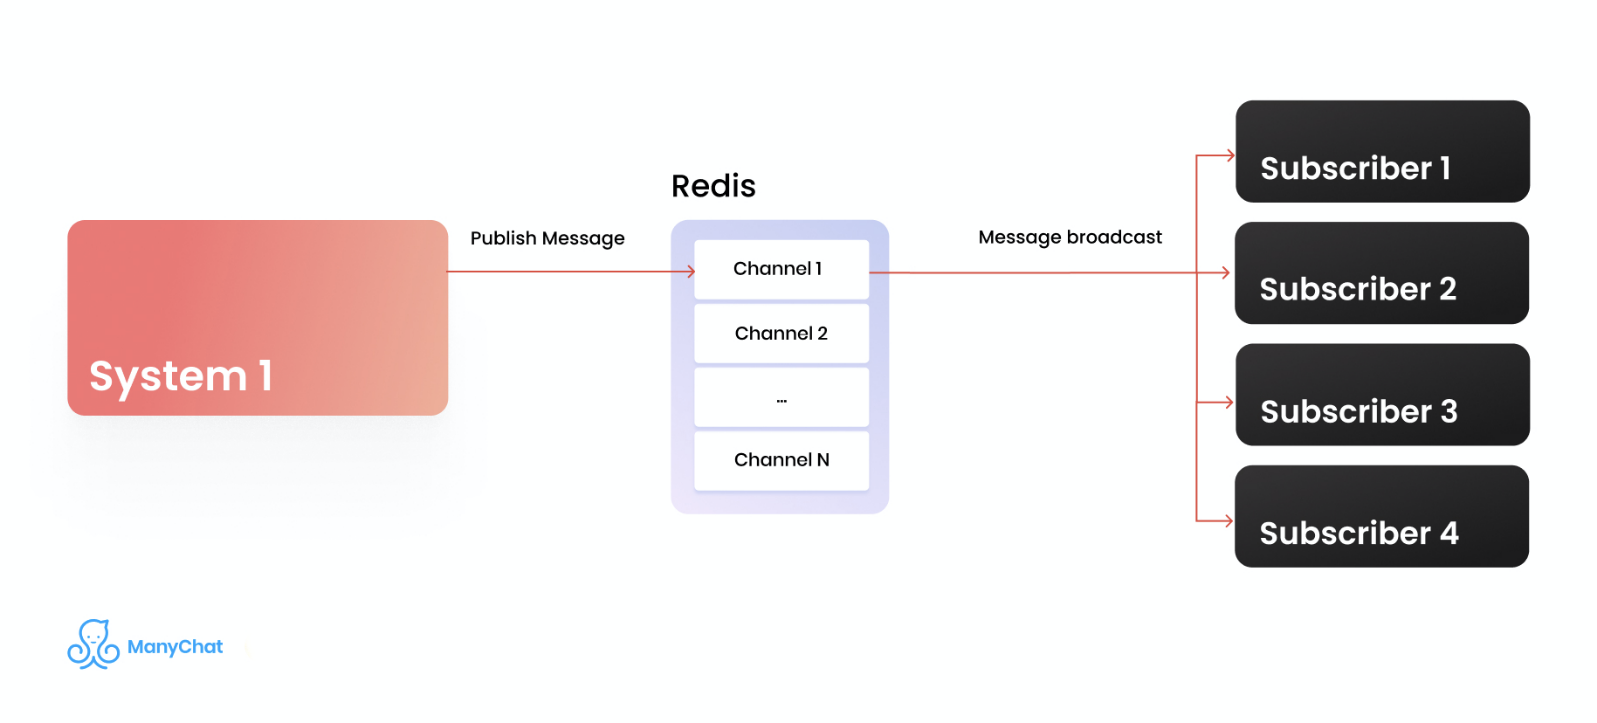 Redis
System 1
Publish Message
Channel 1
Channel 2
...
Channel N
Message broadcast
Subscriber 1
Subscriber 2
Subscriber 3
Subscriber 4
ManyChat